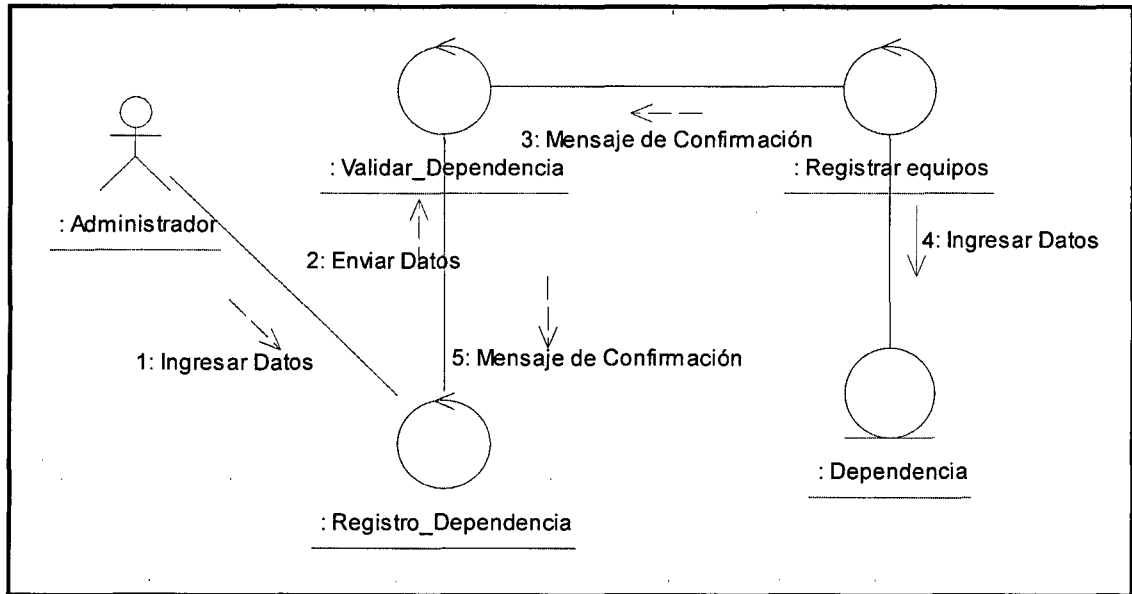 3: Mensaje de Confirmación
: Validar_Dependencia
: Registrar equipos
: Administrador
4: Ingresar Datos
2: Enviar Datos
1: Ingresar Datos
5: Mensaje de Confirmación
: Dependencia
: Registro_Dependencia